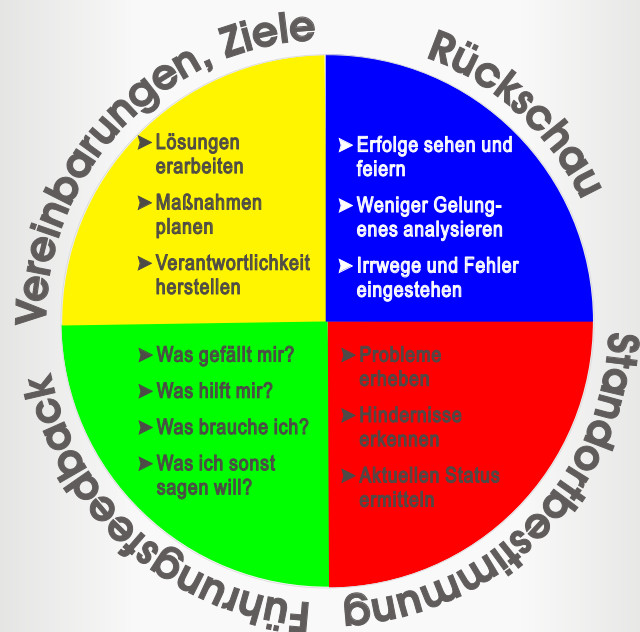 Vereinbarungen, Ziele
➤ Lösungen
erarbeiten
➤ Maßnahmen
planen
➤ Verantwortlichkeit
herstellen
Rückschau
➤ Erfolge sehen und
feiern
➤ Weniger Gelung-
enes analysieren
➤ Irrwege und Fehler
eingestehen
Führungsfeedback
➤ Was gefällt mir?
➤ Was hilft mir?
➤ Was brauche ich?
➤ Was ich sonst
sagen will?
Standortbestimmung
➤ Probleme
erheben
➤ Hindernisse
erkennen
➤ Aktuellen Status
ermitteln